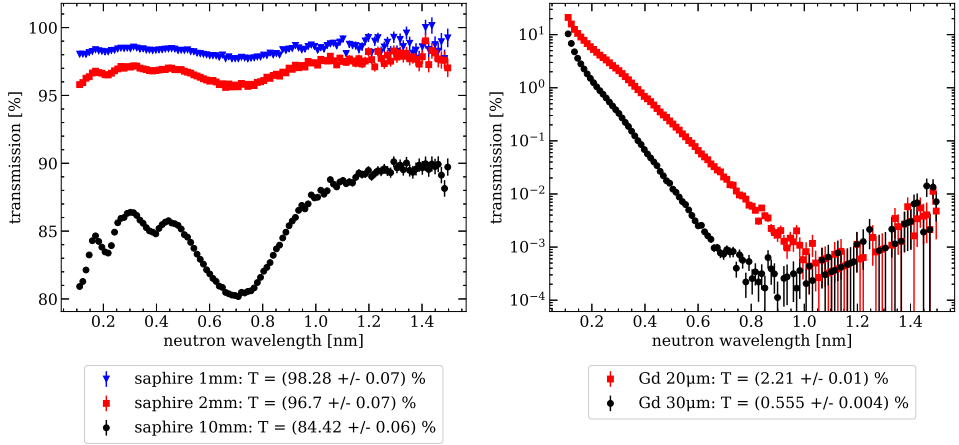 100
95
90
85
80
transmission [%]
0.2 0.4 0.6 0.8 1.0 1.2 1.4
neutron wavelength [nm]
saphire 1mm: T = (98.28 +/- 0.07) %
saphire 2mm: T = (96.7 +/- 0.07) %
saphire 10mm: T = (84.42 +/- 0.06) %
10¹
10⁰
10⁻¹
10⁻²
10⁻³
10⁻⁴
transmission [%]
0.2 0.4 0.6 0.8 1.0 1.2 1.4
neutron wavelength [nm]
Gd 20μm: T = (2.21 +/- 0.01) %
Gd 30μm: T = (0.555 +/- 0.004) %